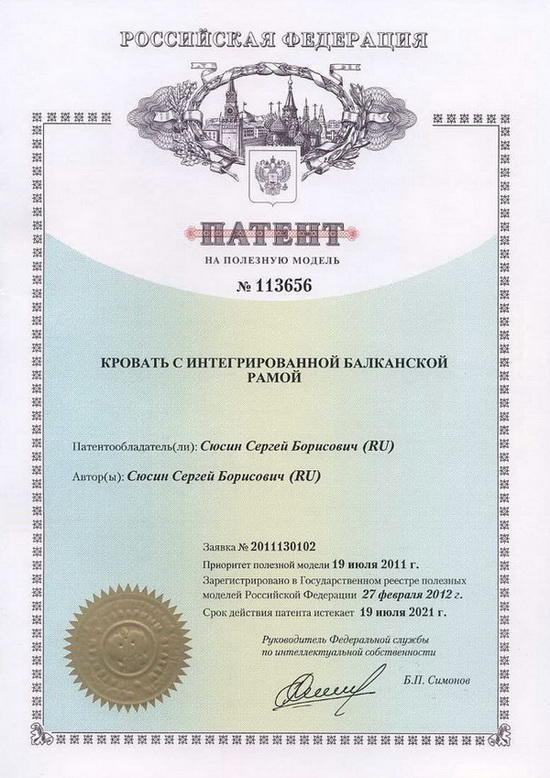 РОССИЙСКАЯ ФЕДЕРАЦИЯ
ПАТЕНТ
НА ПОЛЕЗНУЮ МОДЕЛЬ
№ 113656
КРОВАТЬ С ИНТЕГРИРОВАННОЙ БАЛКАНСКОЙ
РАМОЙ
Патентообладатель(ли): Сюсин Сергей Борисович (RU)
Автор(ы): Сюсин Сергей Борисович (RU)
Заявка № 2011130102
Приоритет полезной модели 19 июля 2011 г.
Зарегистрировано в Государственном реестре полезных
моделей Российской Федерации 27 февраля 2012 г.
Срок действия патента истекает 19 июля 2021 г.
Руководитель Федеральной службы
по интеллектуальной собственности
Б.П. Симонов